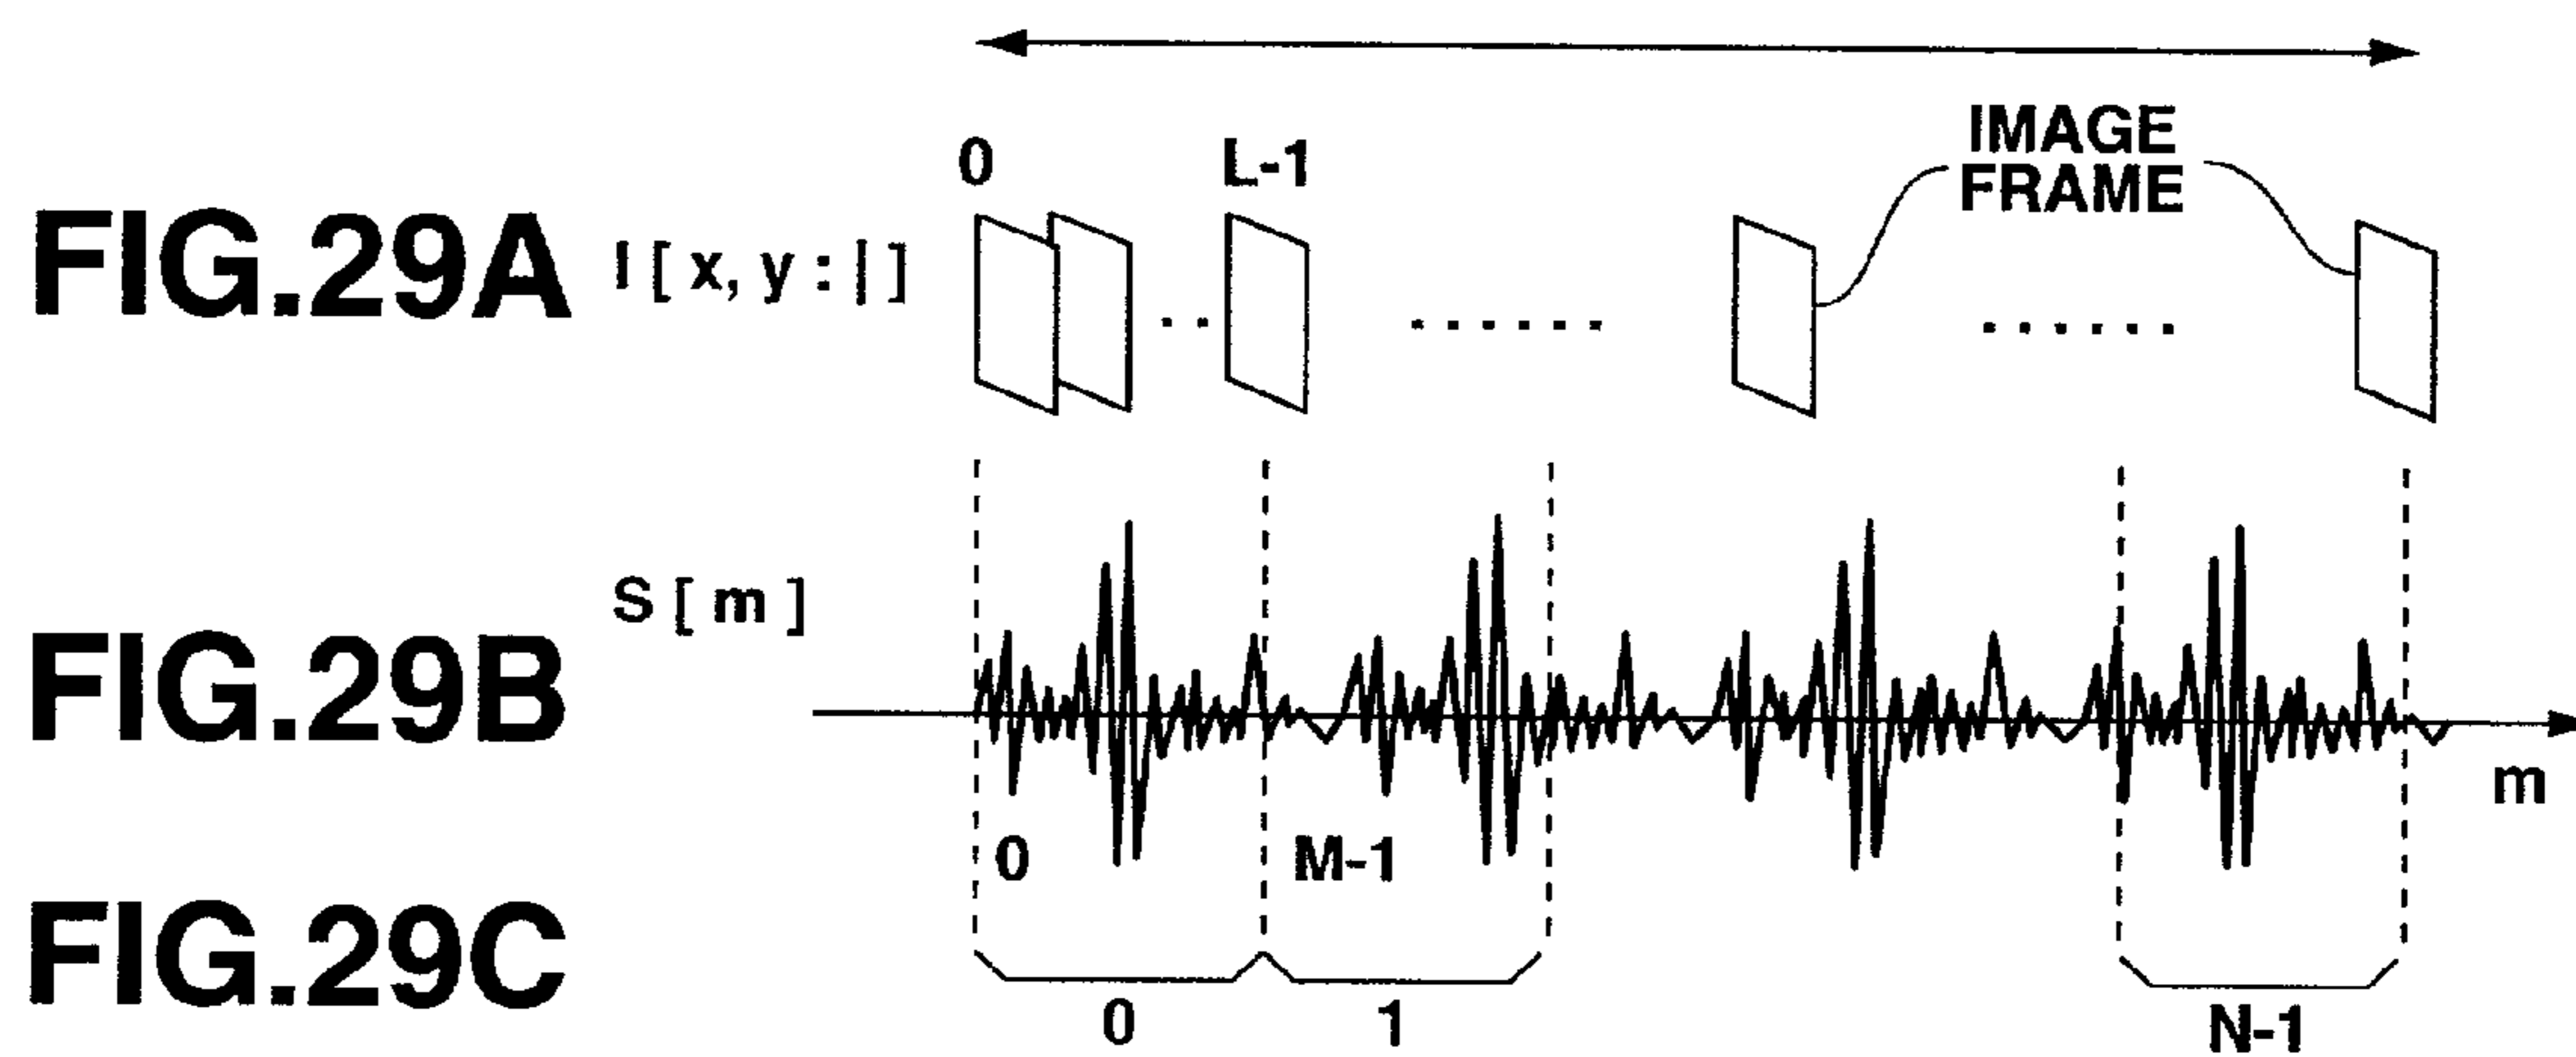 0
L-1
IMAGE
FRAME
FIG.29A
I [ x, y : | ]
S [ m ]
FIG.29B
m
0
M-1
FIG.29C
0
1
N-1